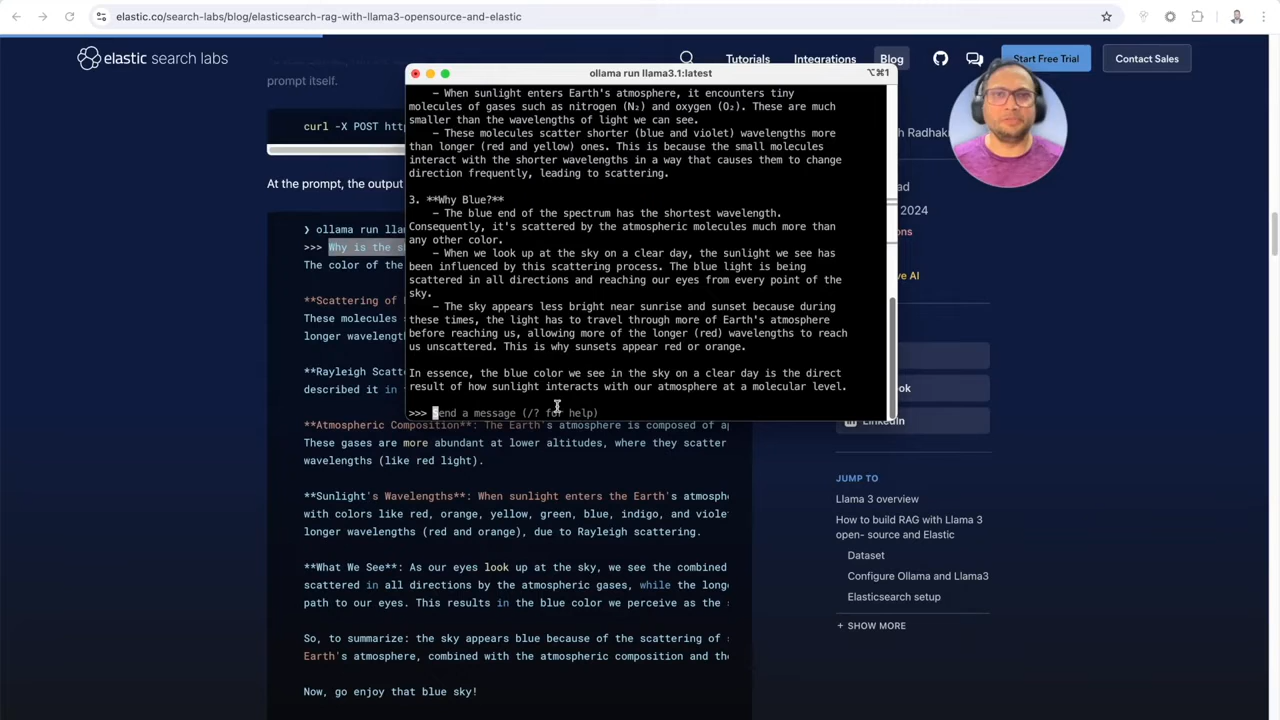 elastic.co/search-labs/blog/elasticsearch-rag-with-llama3-opensource-and-elastic
elastic search labs
Tutorials
Integrations
Blog
Start Free Trial
Contact Sales
prompt itself.
curl -X POST
At the prompt, the output
❯ ollama run
>>> Why is the
The color of the
**Scattering of
These molecules
longer wavelength
**Rayleigh
described it in
ollama run llama3.1:latest
⌥⌘1
– When sunlight enters Earth's atmosphere, it encounters tiny
molecules of gases such as nitrogen (N₂) and oxygen (O₂). These are much
smaller than the wavelengths of light we can see.
– These molecules scatter shorter (blue and violet) wavelengths more
than longer (red and yellow) ones. This is because the small molecules
interact with the shorter wavelengths in a way that causes them to change
direction frequently, leading to scattering.
3. **Why Blue?**
– The blue end of the spectrum has the shortest wavelength.
Consequently, it's scattered by the atmospheric molecules much more than
any other color.
– When we look up at the sky on a clear day, the sunlight we see has
been influenced by this scattering process. The blue light is being
scattered in all directions and reaching our eyes from every point of the
sky.
– The sky appears less bright near sunrise and sunset because during
these times, the light has to travel through more of Earth's atmosphere
before reaching us, allowing more of the longer (red) wavelengths to reach
us unscattered. This is why sunsets appear red or orange.
In essence, the blue color we see in the sky on a clear day is the direct
result of how sunlight interacts with our atmosphere at a molecular level.
>>> Send a message (/? for help)
**Atmospheric Composition**: The Earth's atmosphere is composed of
These gases are more abundant at lower altitudes, where they scatter
wavelengths (like red light).
**Sunlight's Wavelengths**: When sunlight enters the Earth's
with colors like red, orange, yellow, green, blue, indigo, and
longer wavelengths (red and orange), due to Rayleigh scattering.
**What We See**: As our eyes look up at the sky, we see the combined
scattered in all directions by the atmospheric gases, while the
path to our eyes. This results in the blue color we perceive as the
So, to summarize: the sky appears blue because of the scattering of
Earth's atmosphere, combined with the atmospheric composition and
Now, go enjoy that blue sky!
2024
AI
LinkedIn
JUMP TO
Llama 3 overview
How to build RAG with Llama 3
open- source and Elastic
Dataset
Configure Ollama and Llama3
Elasticsearch setup
+ SHOW MORE